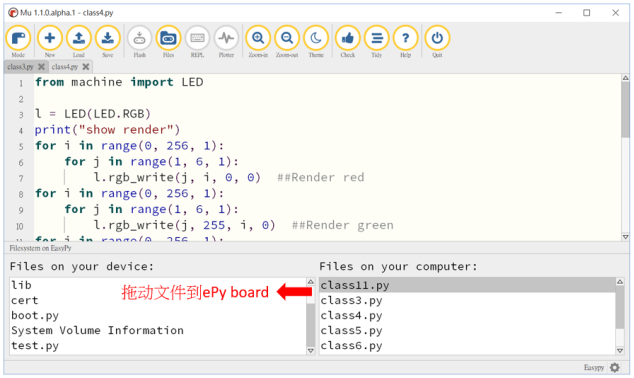 Mu 1.1.0.alpha.1 - class4.py
Mode New Load Save Flash Files REPL Plotter Zoom-in Zoom-out Theme Check Tidy Help Quit
class3.py class4.py
1 from machine import LED
2
3 l = LED(LED.RGB)
4 print("show render")
5 for i in range(0, 256, 1):
6 for j in range(1, 6, 1):
7 l.rgb_write(j, i, 0, 0) ##Render red
8 for i in range(0, 256, 1):
9 for j in range(1, 6, 1):
10 l.rgb_write(j, 255, i, 0) ##Render green
11 for i in range(0, 256, 1):
Filesystem on EasyPy
Files on your device:
lib
cert
boot.py
System Volume Information
test.py
拖动文件到ePy board
Files on your computer:
class11.py
class3.py
class4.py
class5.py
class6.py
Easypy